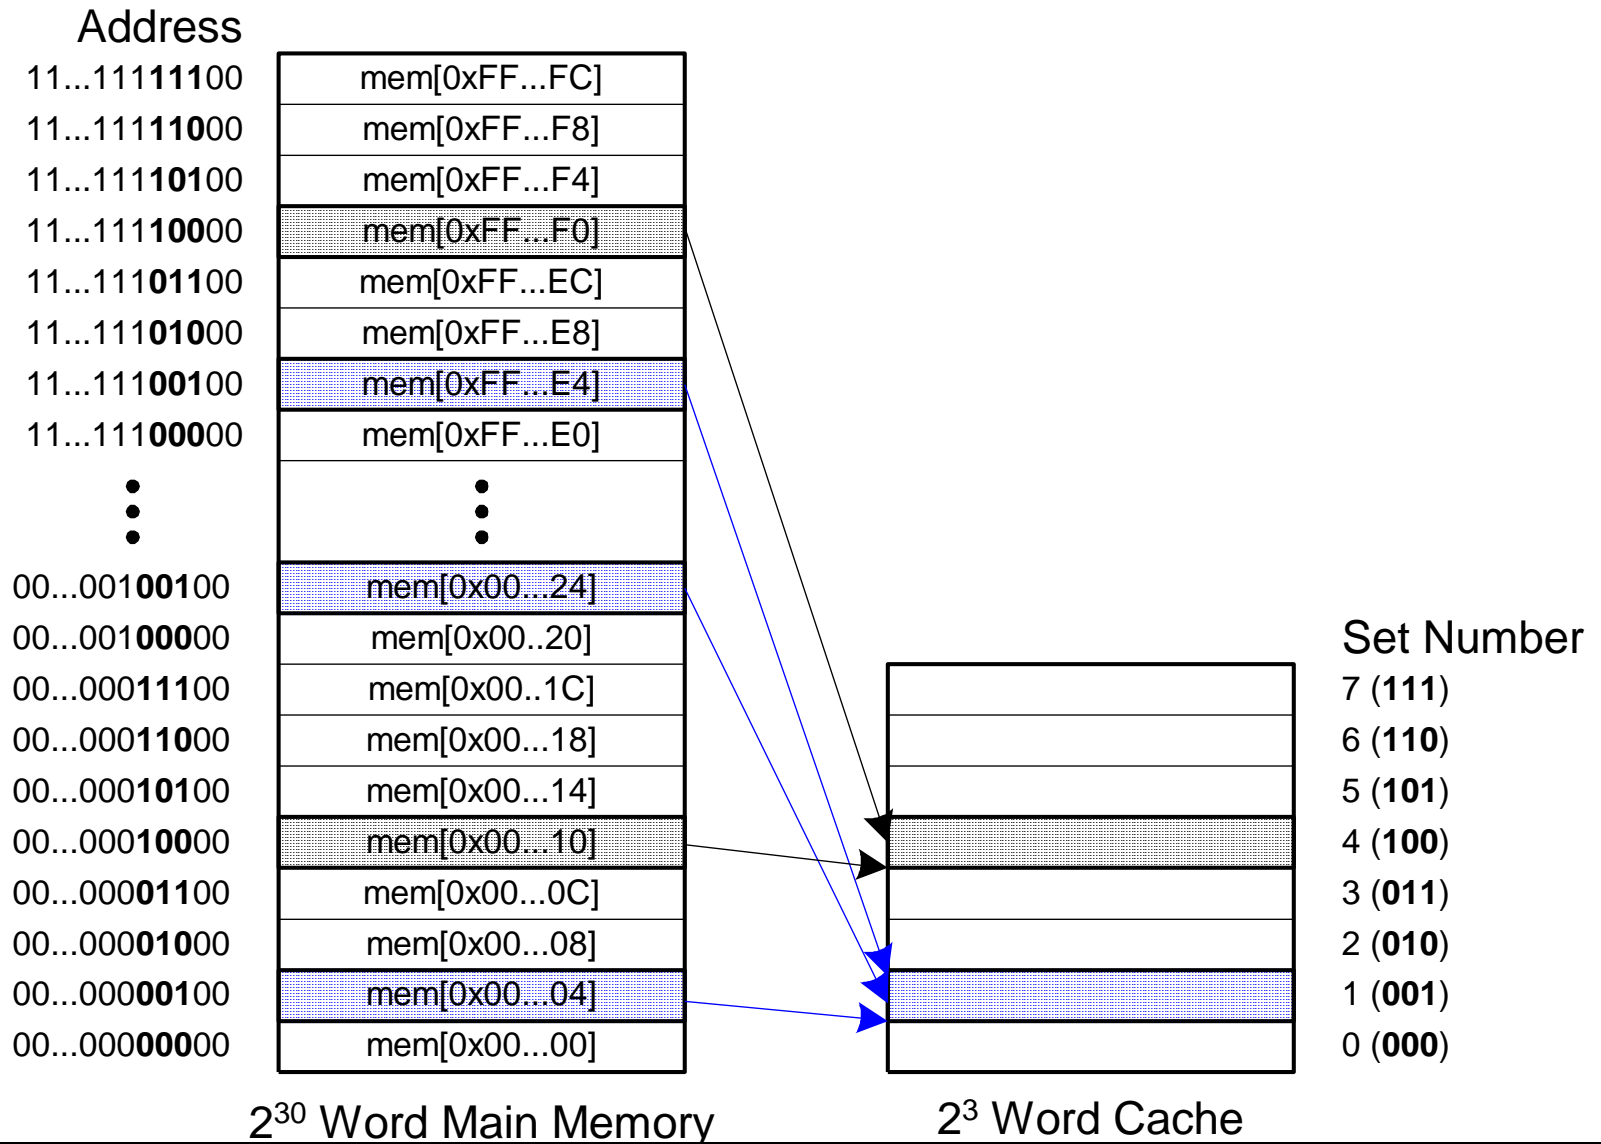 Address
11...11111100 mem[0xFF...FC]
11...11111000 mem[0xFF...F8]
11...11110100 mem[0xFF...F4]
11...11110000 mem[0xFF...F0]
11...11101100 mem[0xFF...EC]
11...11101000 mem[0xFF...E8]
11...11100100 mem[0xFF...E4]
11...11100000 mem[0xFF...E0]
00...00100100 mem[0x00...24]
00...00100000 mem[0x00..20] Set Number
00...00011100 mem[0x00..1C] 7 (111)
00...00011000 mem[0x00...18] 6 (110)
00...00010100 mem[0x00...14] 5 (101)
00...00010000 mem[0x00...10] 4 (100)
00...00001100 mem[0x00...0C] 3 (011)
00...00001000 mem[0x00...08] 2 (010)
00...00000100 mem[0x00...04] 1 (001)
00...00000000 mem[0x00...00] 0 (000)
2³⁰ Word Main Memory 2³ Word Cache